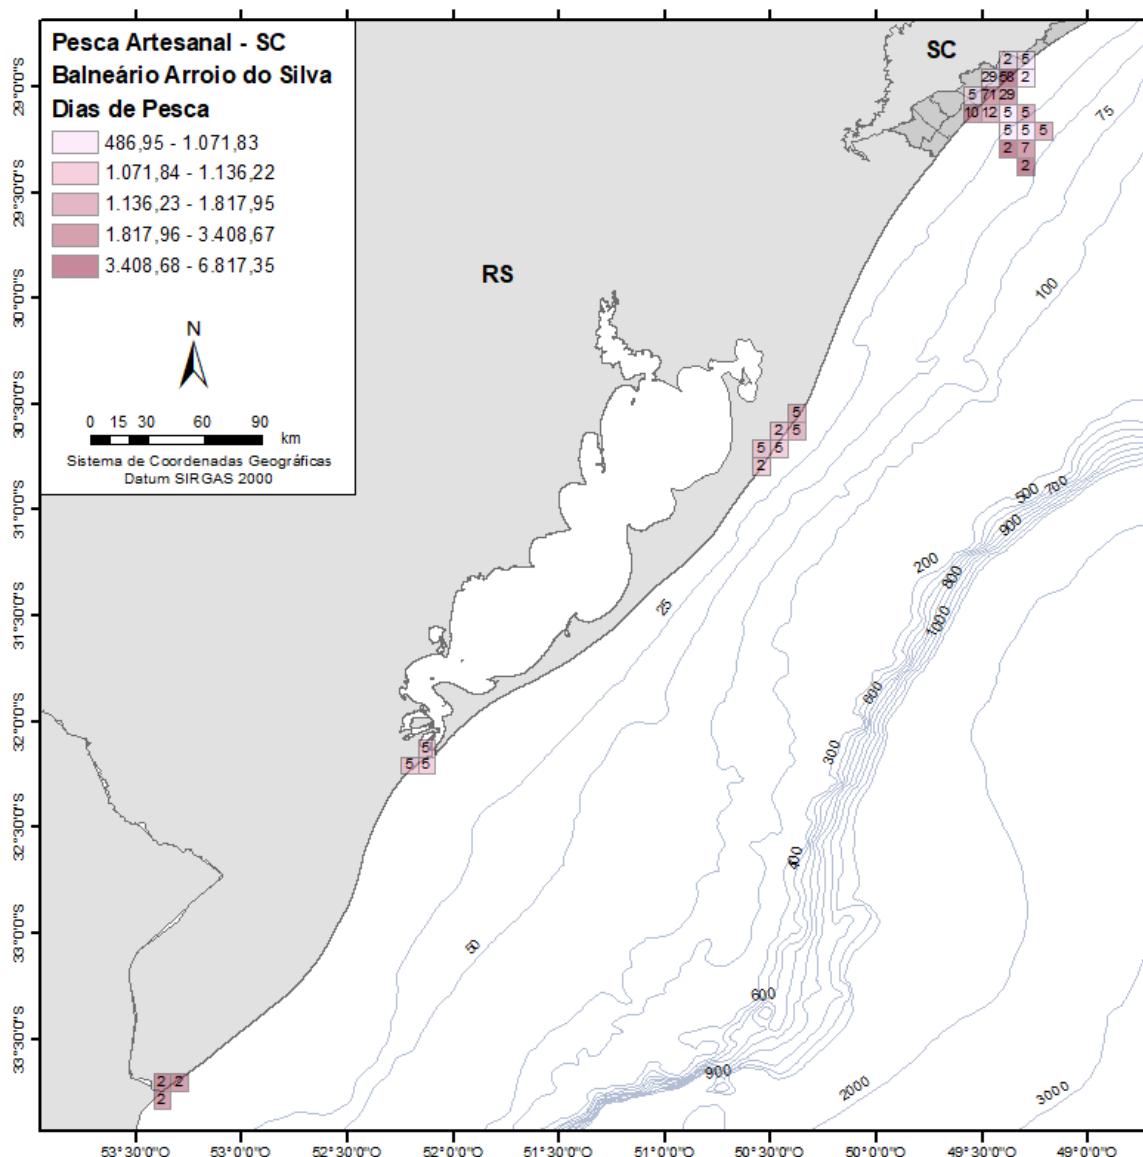 Pesca Artesanal - SC
Balneário Arroio do Silva
Dias de Pesca
486,95 - 1.071,83
1.071,84 - 1.136,22
1.136,23 - 1.817,95
1.817,96 - 3.408,67
3.408,68 - 6.817,35
N
0 15 30 60 90 km
Sistema de Coordenadas Geográficas
Datum SIRGAS 2000
SC
RS
2 5
29 58 2
5 71 29
10 12 5 5
5 5 5
2 7
2
75
100
5
2 5
5 5
2
25
50
5
5 5
2 2
2
500
700
900
200
800
1000
600
300
400
600
900
2000
3000
29°0'0"S
29°30'0"S
30°0'0"S
30°30'0"S
31°0'0"S
31°30'0"S
32°0'0"S
32°30'0"S
33°0'0"S
33°30'0"S
53°30'0"O
53°0'0"O
52°30'0"O
52°0'0"O
51°30'0"O
51°0'0"O
50°30'0"O
50°0'0"O
49°30'0"O
49°0'0"O